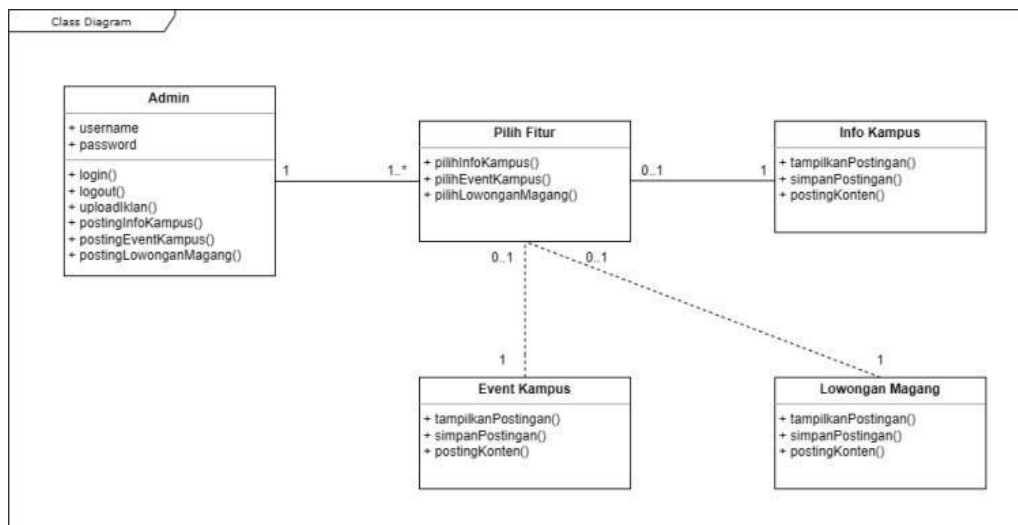 Class Diagram
Admin
+ username
+ password
+ login()
+ logout()
+ uploadIklan()
+ postingInfoKampus()
+ postingEventKampus()
+ postingLowonganMagang()
1
1..*
Pilih Fitur
+ pilihInfoKampus()
+ pilihEventKampus()
+ pilihLowonganMagang()
0..1
1
Info Kampus
+ tampilkanPostingan()
+ simpanPostingan()
+ postingKonten()
0..1
0..1
1
1
Event Kampus
+ tampilkanPostingan()
+ simpanPostingan()
+ postingKonten()
Lowongan Magang
+ tampilkanPostingan()
+ simpanPostingan()
+ postingKonten()